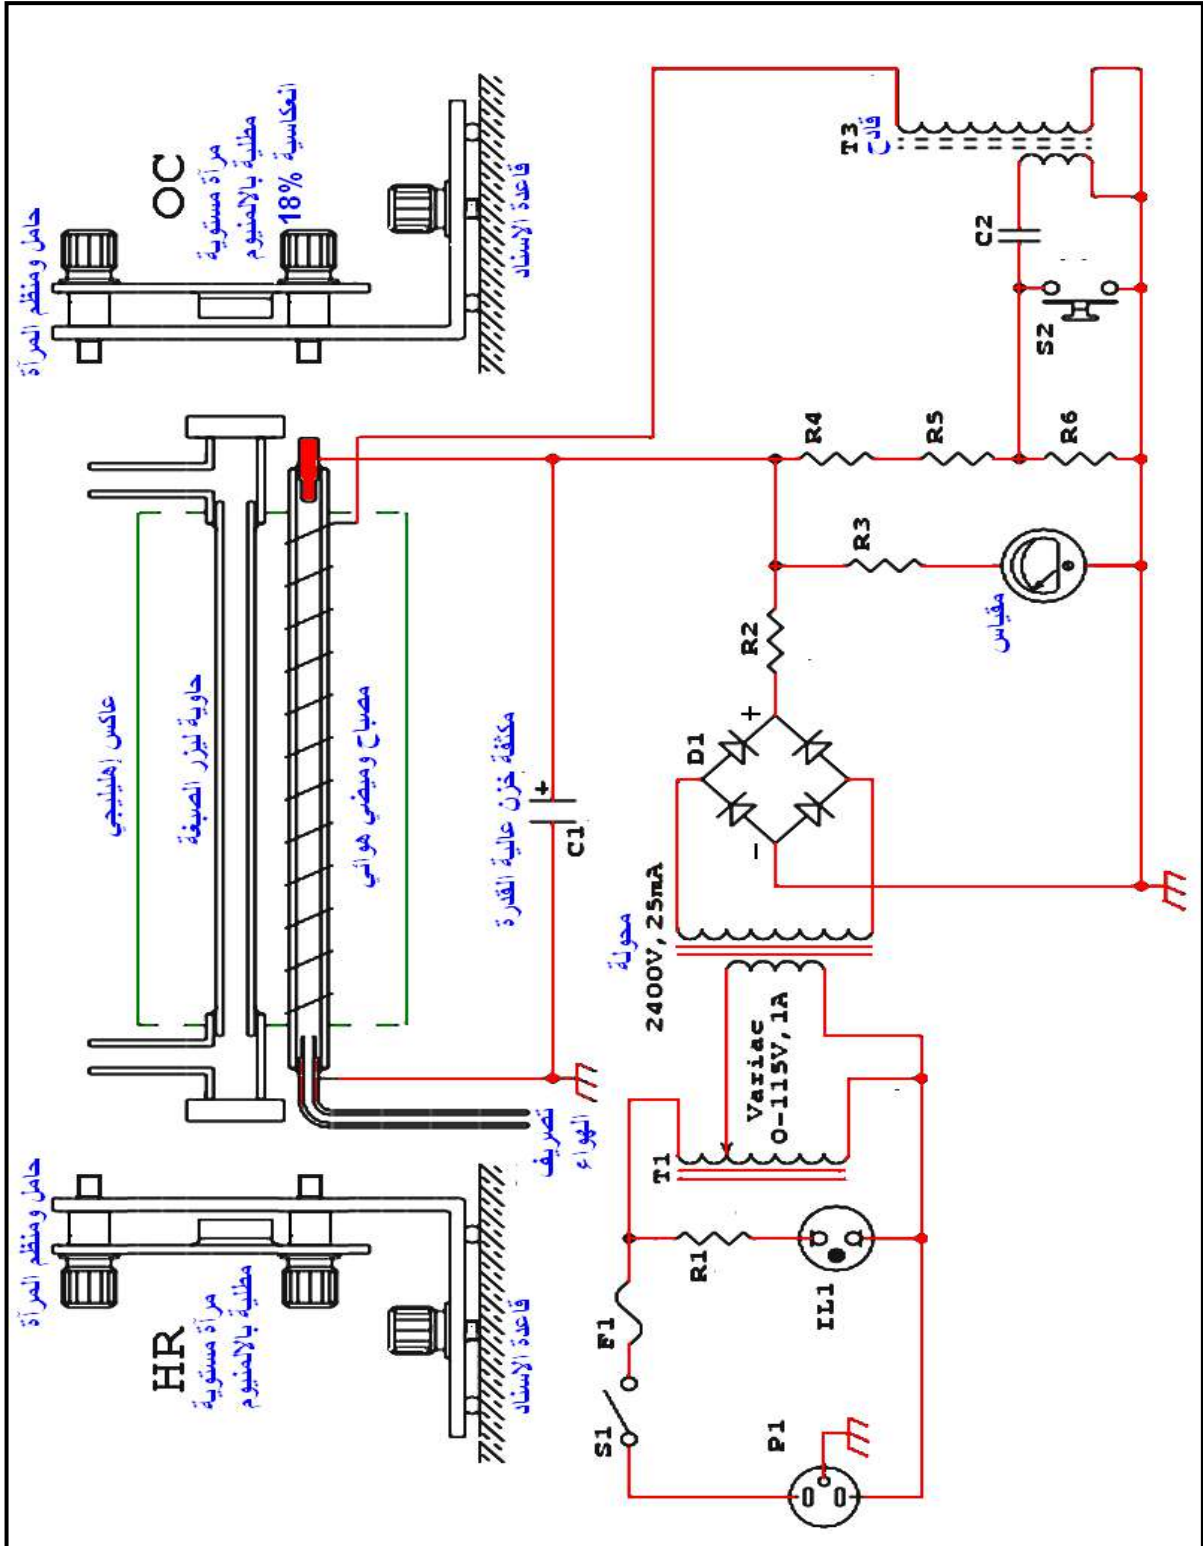 HR
مرآة مستوية
مطلية بالالمنيوم
حامل ومنظم المرآة
قاعدة الاسناد
عاكس إهليليجي
حاوية ليزر الصبغة
مصباح وميضي هوائي
تصريف
الهواء
OC
مرآة مستوية
مطلية بالالمنيوم
انعكاسية 18%
حامل ومنظم المرآة
قاعدة الاسناد
مكثفة خزن عالية القدرة
+
C1
S1
F1
P1
R1
IL1
T1
Variac
0-115V, 1A
محولة
2400V, 25mA
D1
+
-
R2
R3
مقياس
R4
R5
R6
S2
C2
T3
قادح